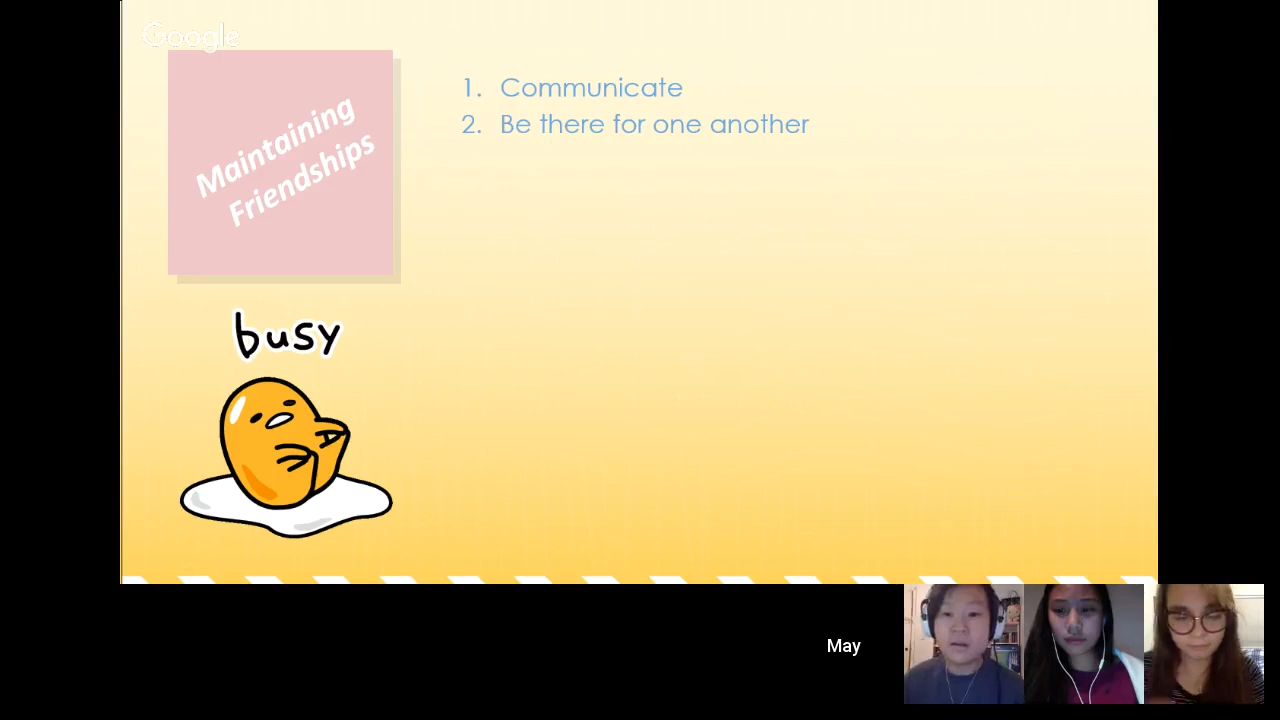 Google
Maintaining
Friendships
1. Communicate
2. Be there for one another
busy
May